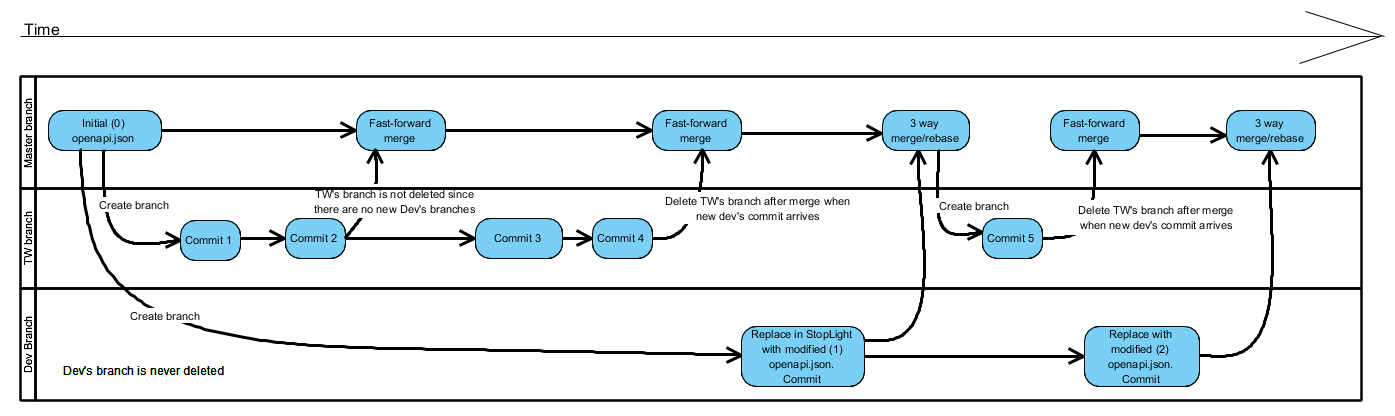 Time
Master branch
Initial (0)
openapi.json
Fast-forward
merge
Fast-forward
merge
3 way
merge/rebase
Fast-forward
merge
3 way
merge/rebase
TW branch
Create branch
TW's branch is not deleted since
there are no new Dev's branches
Delete TW's branch after merge when
new dev's commit arrives
Create branch
Delete TW's branch after merge
when new dev's commit arrives
Commit 1
Commit 2
Commit 3
Commit 4
Commit 5
Dev Branch
Create branch
Replace in StopLight
with modified (1)
openapi.json.
Commit
Replace with
modified (2)
openapi.json.
Commit
Dev's branch is never deleted